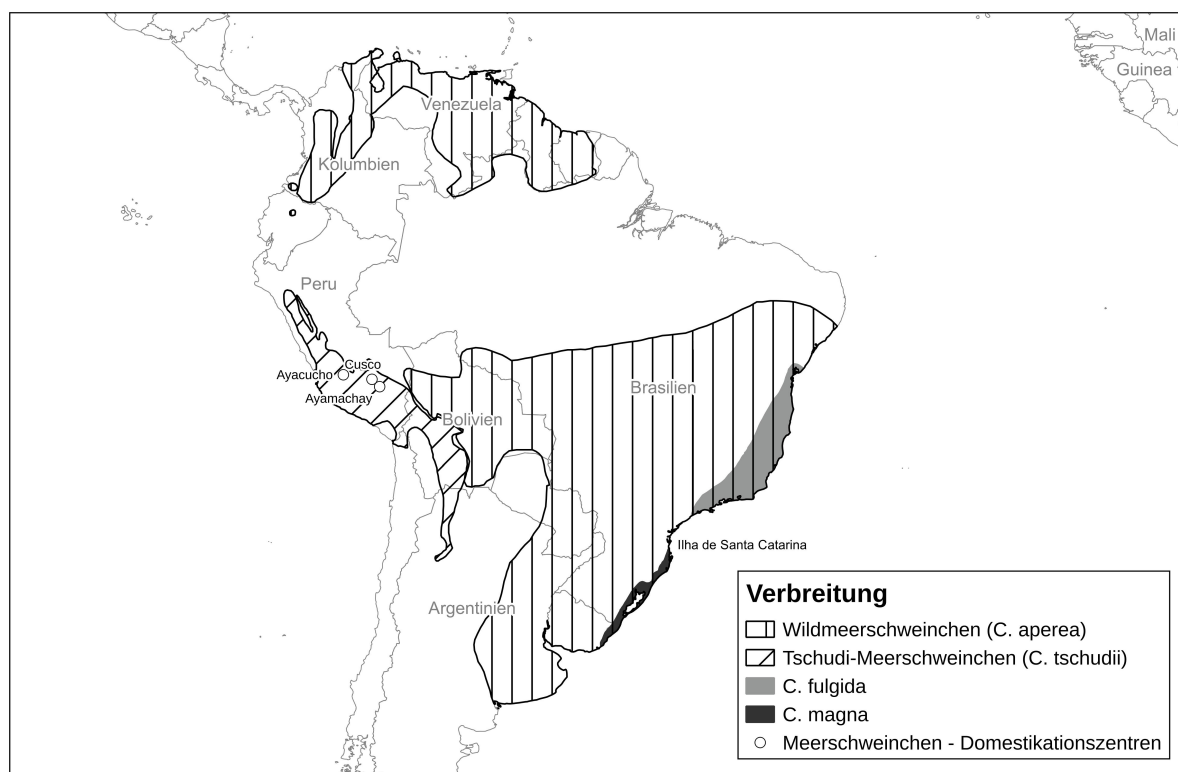 Mali
Guinea
Venezuela
Kolumbien
Peru
Cusco
Ayacucho
Ayamachay
Brasilien
Bolivien
Ilha de Santa Catarina
Argentinien
Verbreitung
Wildmeerschweinchen (C. aperea)
Tschudi-Meerschweinchen (C. tschudii)
C. fulgida
C. magna
Meerschweinchen - Domestikationszentren